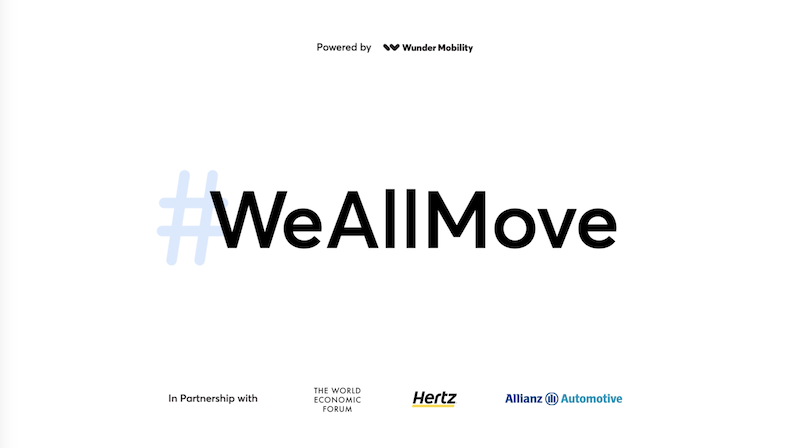 Powered by Wunder Mobility
#WeAllMove
In Partnership with
THE WORLD
ECONOMIC
FORUM
Hertz
Allianz Automotive